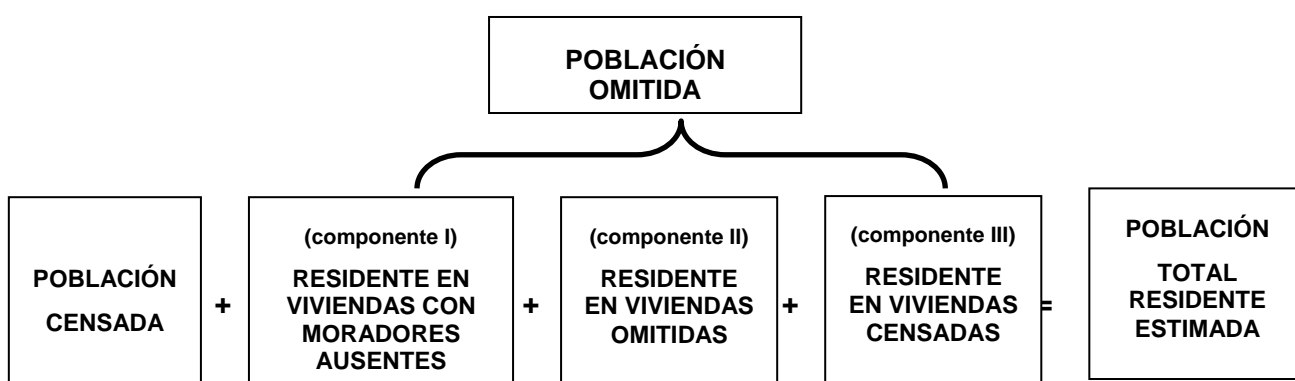 POBLACIÓN
OMITIDA
POBLACIÓN
CENSADA
+
(componente I)
RESIDENTE EN
VIVIENDAS CON
MORADORES
AUSENTES
+
(componente II)
RESIDENTE
EN VIVIENDAS
OMITIDAS
+
(componente III)
RESIDENTE
EN VIVIENDAS
CENSADAS
=
POBLACIÓN
TOTAL
RESIDENTE
ESTIMADA